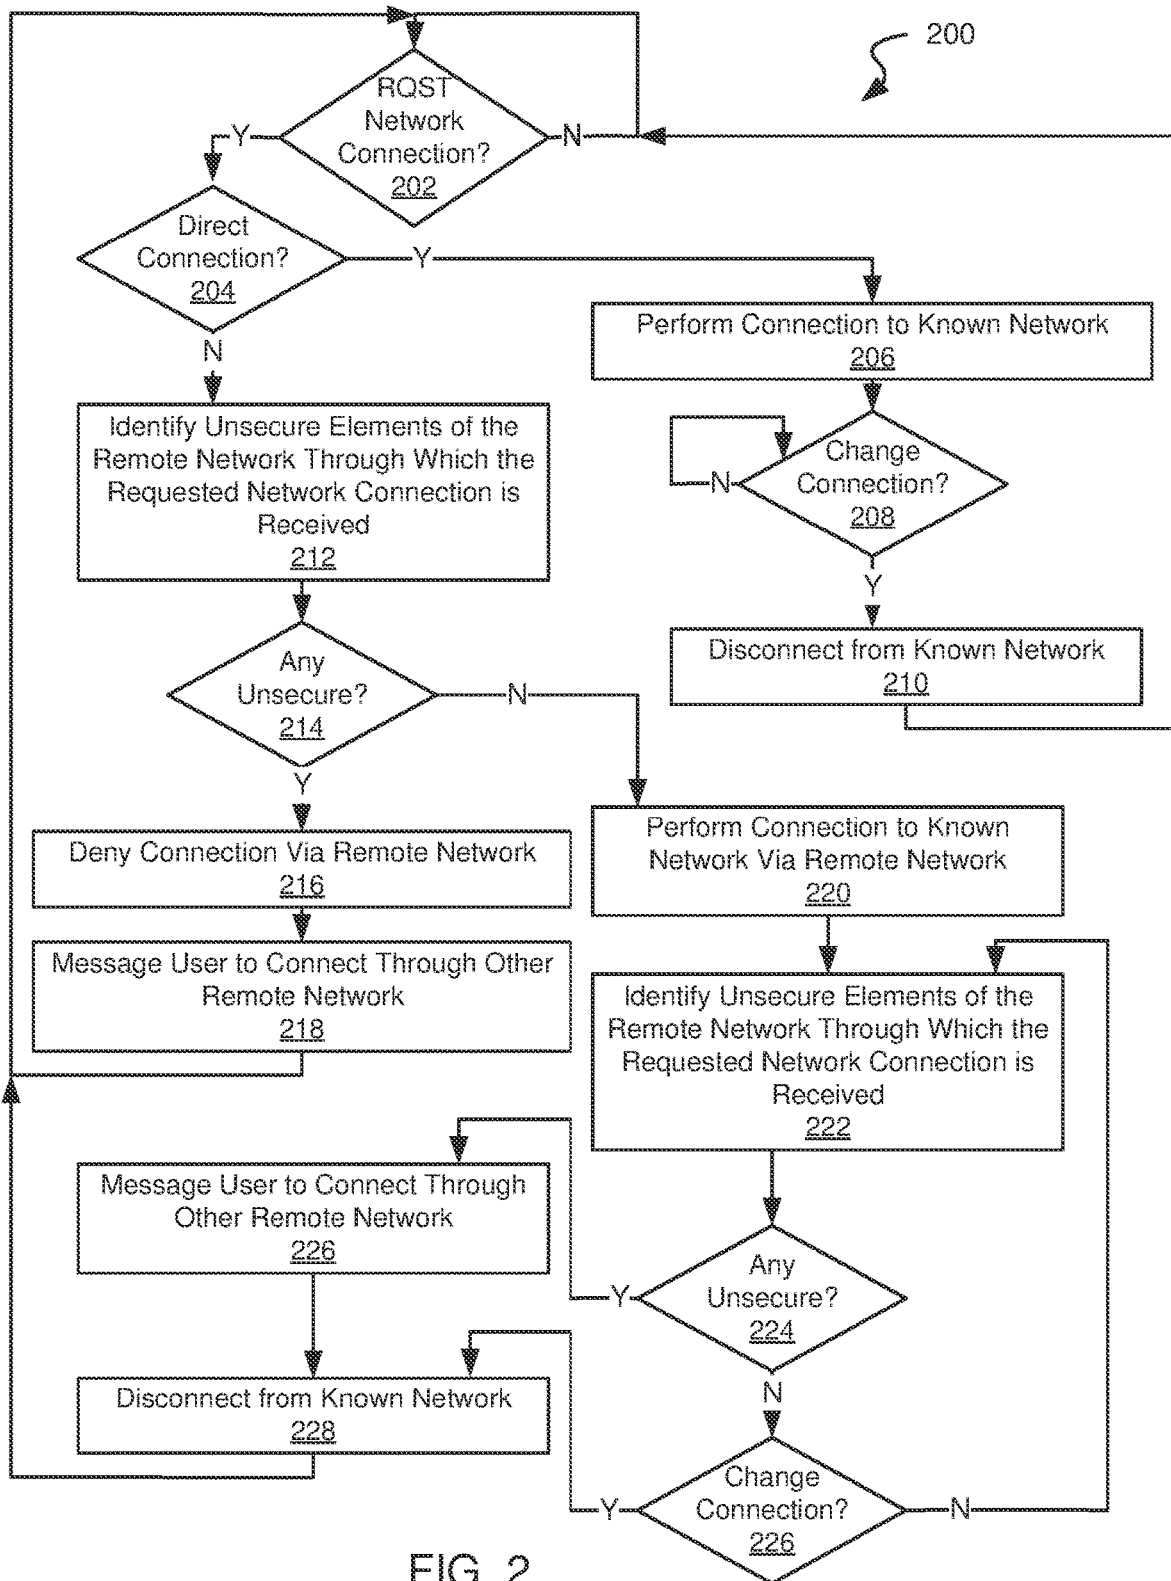 200
RQST
Network
Connection?
202
Y
N
Direct
Connection?
204
Y
N
Perform Connection to Known Network
206
Change
Connection?
208
N
Y
Disconnect from Known Network
210
Identify Unsecure Elements of the
Remote Network Through Which the
Requested Network Connection is
Received
212
Any
Unsecure?
214
N
Y
Deny Connection Via Remote Network
216
Message User to Connect Through Other
Remote Network
218
Perform Connection to Known
Network Via Remote Network
220
Identify Unsecure Elements of the
Remote Network Through Which the
Requested Network Connection is
Received
222
Any
Unsecure?
224
Y
N
Message User to Connect Through
Other Remote Network
226
Disconnect from Known Network
228
Change
Connection?
226
Y
N
FIG. 2